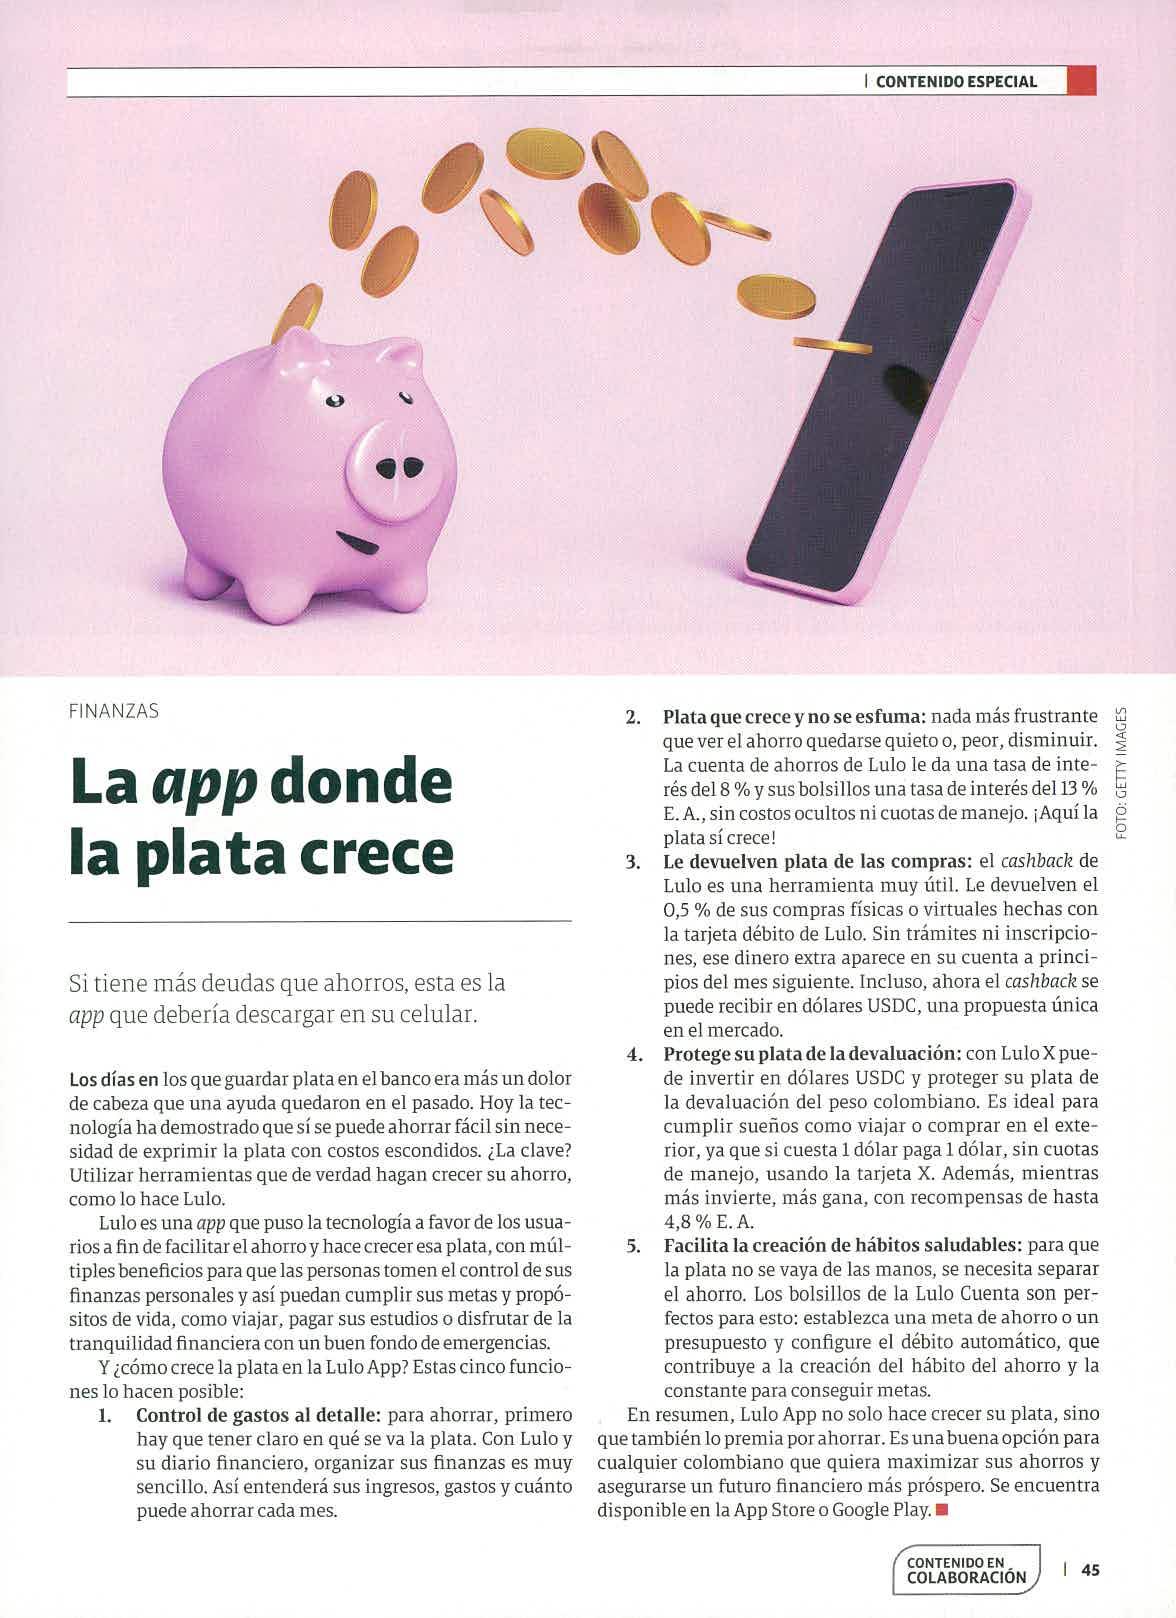 | CONTENIDO ESPECIAL
FINANZAS
La app donde
la plata crece
Si tiene más deudas que ahorros, esta es la
app que debería descargar en su celular.
Los días en los que guardar plata en el banco era más un dolor
de cabeza que una ayuda quedaron en el pasado. Hoy la tec-
nología ha demostrado que sí se puede ahorrar fácil sin nece-
sidad de exprimir la plata con costos escondidos. ¿La clave?
Utilizar herramientas que de verdad hagan crecer su ahorro,
como lo hace Lulo.
Lulo es una app que puso la tecnología a favor de los usua-
rios a fin de facilitar el ahorro y hace crecer esa plata, con múl-
tiples beneficios para que las personas tomen el control de sus
finanzas personales y así puedan cumplir sus metas y propó-
sitos de vida, como viajar, pagar sus estudios o disfrutar de la
tranquilidad financiera con un buen fondo de emergencias.
Y ¿cómo crece la plata en la Lulo App? Estas cinco funcio-
nes lo hacen posible:
1. Control de gastos al detalle: para ahorrar, primero
hay que tener claro en qué se va la plata. Con Lulo y
su diario financiero, organizar sus finanzas es muy
sencillo. Así entenderá sus ingresos, gastos y cuánto
puede ahorrar cada mes.
2. Plata que crece y no se esfuma: nada más frustrante
que ver el ahorro quedarse quieto o, peor, disminuir.
La cuenta de ahorros de Lulo le da una tasa de inte-
rés del 8 % y sus bolsillos una tasa de interés del 13 %
E. A., sin costos ocultos ni cuotas de manejo. ¡Aquí la
plata sí crece!
3. Le devuelven plata de las compras: el cashback de
Lulo es una herramienta muy útil. Le devuelven el
0,5 % de sus compras físicas o virtuales hechas con
la tarjeta débito de Lulo. Sin trámites ni inscripcio-
nes, ese dinero extra aparece en su cuenta a princi-
pios del mes siguiente. Incluso, ahora el cashback se
puede recibir en dólares USDC, una propuesta única
en el mercado.
4. Protege su plata de la devaluación: con Lulo X pue-
de invertir en dólares USDC y proteger su plata de
la devaluación del peso colombiano. Es ideal para
cumplir sueños como viajar o comprar en el exte-
rior, ya que si cuesta 1 dólar paga 1 dólar, sin cuotas
de manejo, usando la tarjeta X. Además, mientras
más invierte, más gana, con recompensas de hasta
4,8 % E. A.
5. Facilita la creación de hábitos saludables: para que
la plata no se vaya de las manos, se necesita separar
el ahorro. Los bolsillos de la Lulo Cuenta son per-
fectos para esto: establezca una meta de ahorro o un
presupuesto y configure el débito automático, que
contribuye a la creación del hábito del ahorro y la
constante para conseguir metas.
En resumen, Lulo App no solo hace crecer su plata, sino
que también lo premia por ahorrar. Es una buena opción para
cualquier colombiano que quiera maximizar sus ahorros y
asegurarse un futuro financiero más próspero. Se encuentra
disponible en la App Store o Google Play.
FOTO: GETTY IMAGES
CONTENIDO EN
COLABORACIÓN
| 45